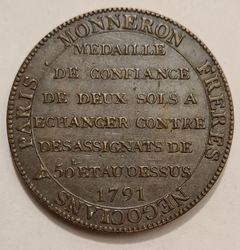 MONNERON FRERES NEGOCIANS A PARIS
MEDAILLE
DE CONFIANCE
DE DEUX SOLS A
ECHANGER CONTRE
DES ASSIGNATS DE
50ᴸ ET AU DESSUS
1791